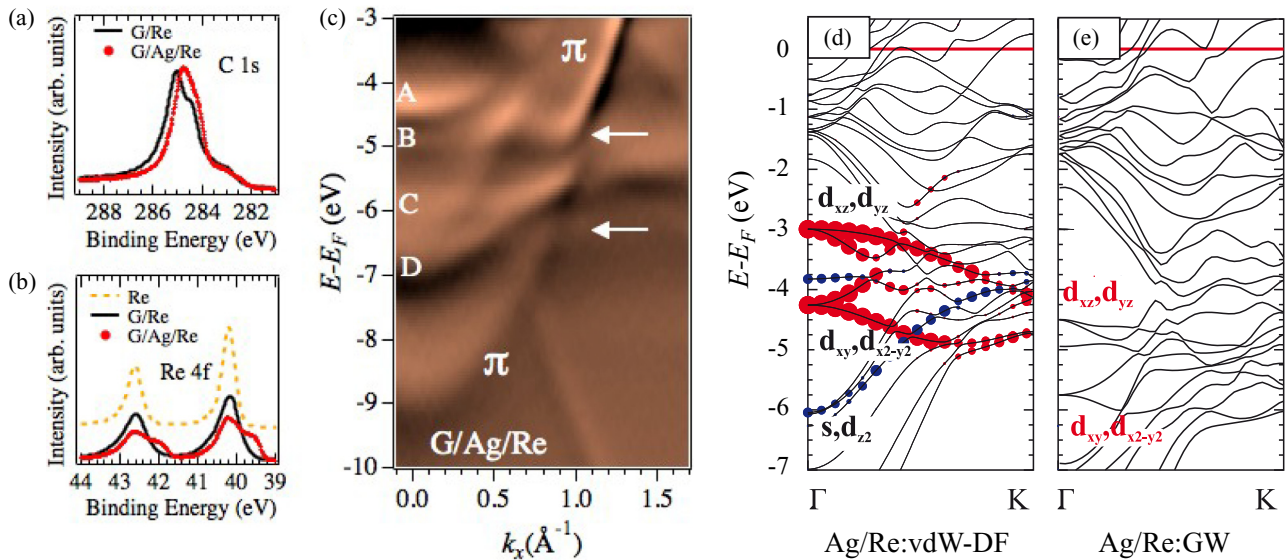 (a)
G/Re
G/Ag/Re
C 1s
Intensity (arb. units)
288 286 284 282
Binding Energy (eV)
(b)
Re
G/Re
G/Ag/Re
Re 4f
Intensity (arb. units)
44 43 42 41 40 39
Binding Energy (eV)
(c)
-3
-4
-5
-6
-7
-8
-9
-10
E-E_F (eV)
π
A
B
C
D
π
G/Ag/Re
0.0 0.5 1.0 1.5
k_x(Å⁻¹)
(d)
0
-1
-2
-3
-4
-5
-6
-7
E-E_F (eV)
d_xz,d_yz
d_xy,d_x2-y2
s,d_z2
Γ K
Ag/Re:vdW-DF
(e)
d_xz,d_yz
d_xy,d_x2-y2
Γ K
Ag/Re:GW